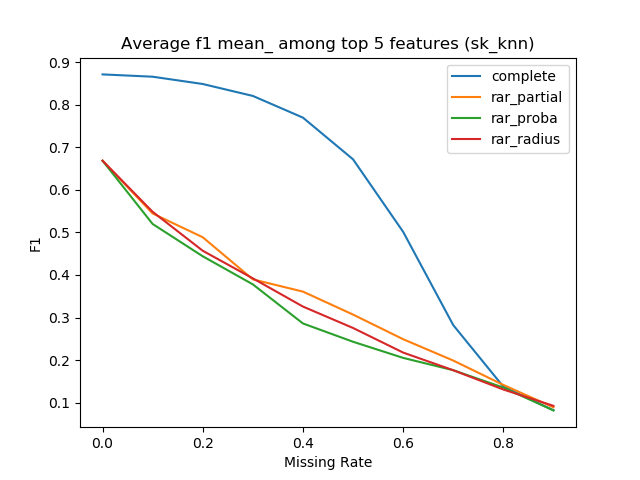 Average f1 mean_ among top 5 features (sk_knn)
0.9
0.8
0.7
0.6
0.5
0.4
0.3
0.2
0.1
F1
complete
rar_partial
rar_proba
rar_radius
0.0 0.2 0.4 0.6 0.8
Missing Rate